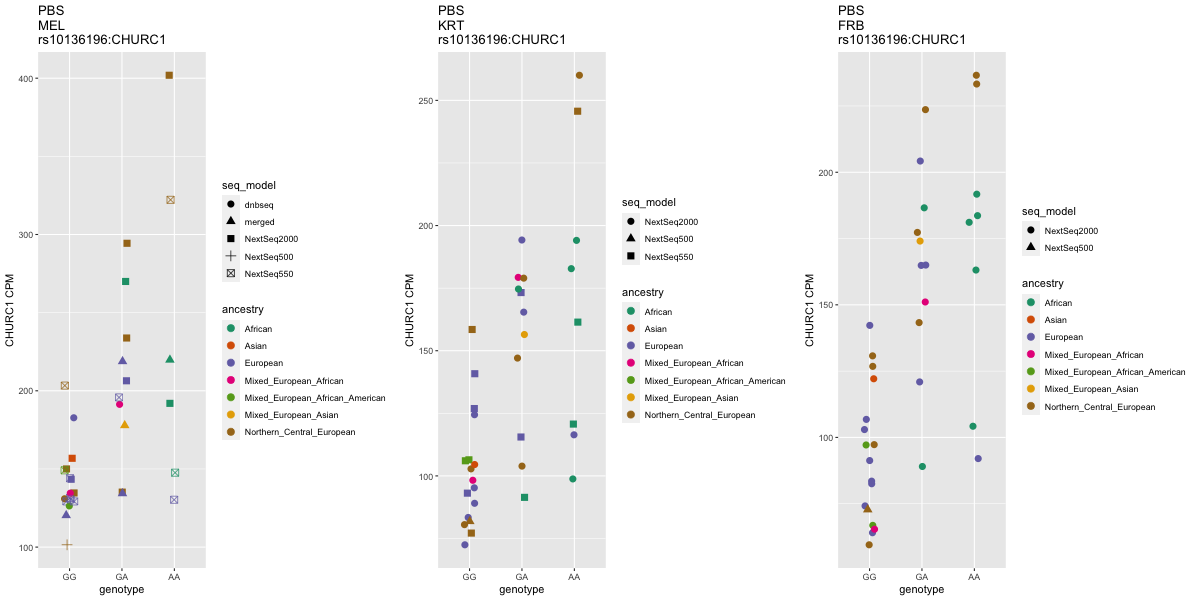 PBS
MEL
rs10136196:CHURC1
CHURC1 CPM
400
300
200
100
GG
GA
AA
genotype
seq_model
dnbseq
merged
NextSeq2000
NextSeq500
NextSeq550
ancestry
African
Asian
European
Mixed_European_African
Mixed_European_African_American
Mixed_European_Asian
Northern_Central_European
PBS
KRT
rs10136196:CHURC1
CHURC1 CPM
250
200
150
100
GG
GA
AA
genotype
seq_model
NextSeq2000
NextSeq500
NextSeq550
ancestry
African
Asian
European
Mixed_European_African
Mixed_European_African_American
Mixed_European_Asian
Northern_Central_European
PBS
FRB
rs10136196:CHURC1
CHURC1 CPM
200
150
100
GG
GA
AA
genotype
seq_model
NextSeq2000
NextSeq500
ancestry
African
Asian
European
Mixed_European_African
Mixed_European_African_American
Mixed_European_Asian
Northern_Central_European